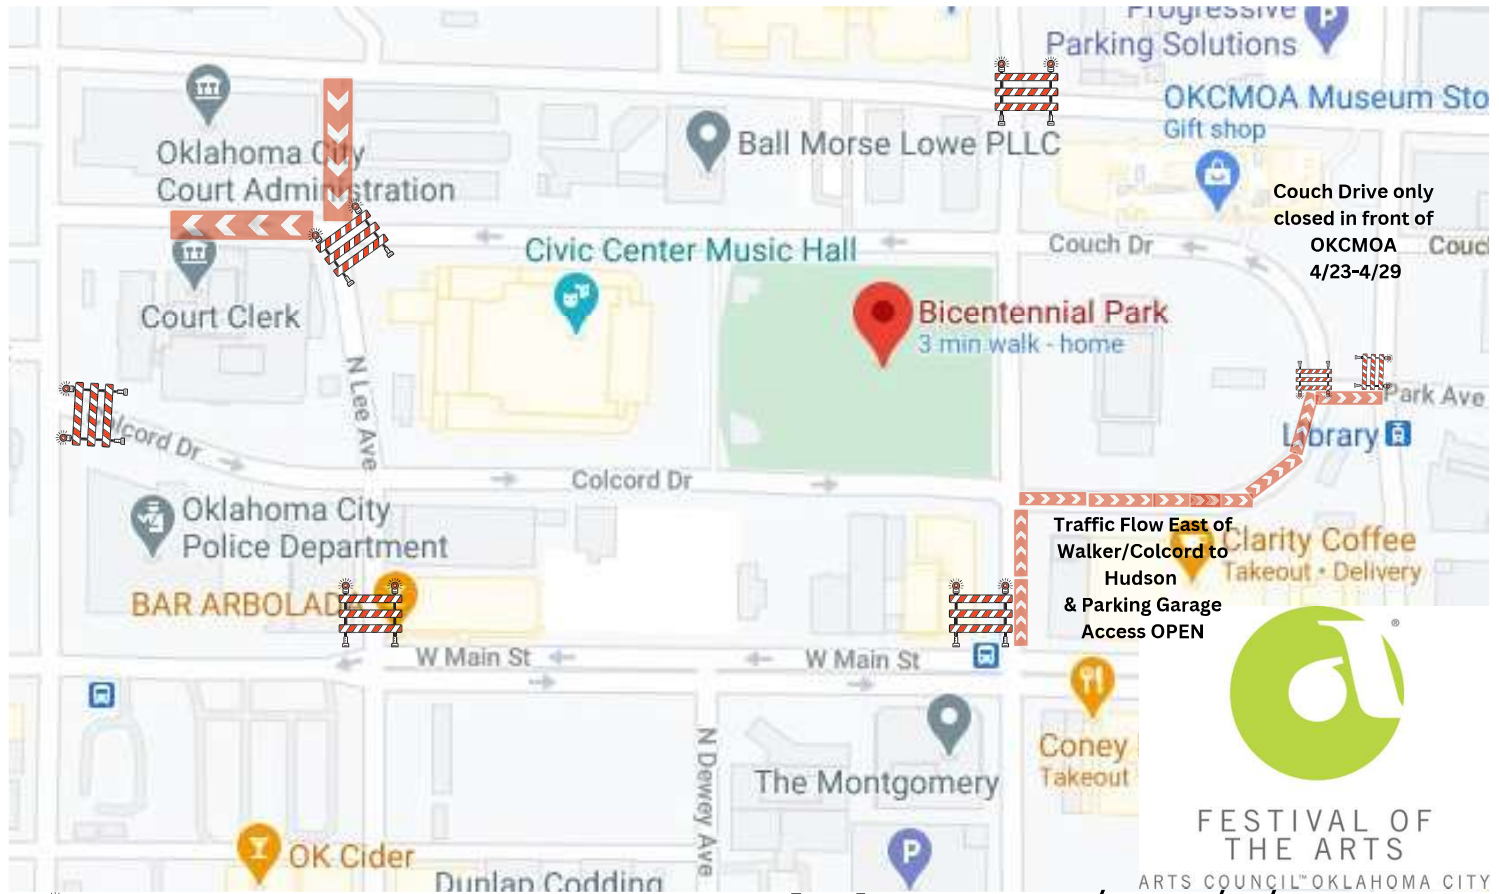 Progressive
Parking Solutions
OKCMOA Museum Sto
Gift shop
Ball Morse Lowe PLLC
Oklahoma City
Court Administration
Couch Drive only
closed in front of
OKCMOA
4/23-4/29
Civic Center Music Hall
Couch Dr
Couc
Court Clerk
Bicentennial Park
3 min walk - home
N Lee Ave
Park Ave
Colcord Dr
Library
Colcord Dr
Oklahoma City
Police Department
Traffic Flow East of
Walker/Colcord to
Hudson
& Parking Garage
Access OPEN
Clarity Coffee
Takeout • Delivery
BAR ARBOLADA
W Main St
W Main St
N Dewey Ave
Coney
Takeout
The Montgomery
P
OK Cider
Dunlap Codding
FESTIVAL OF
THE ARTS
ARTS COUNCIL™ OKLAHOMA CITY